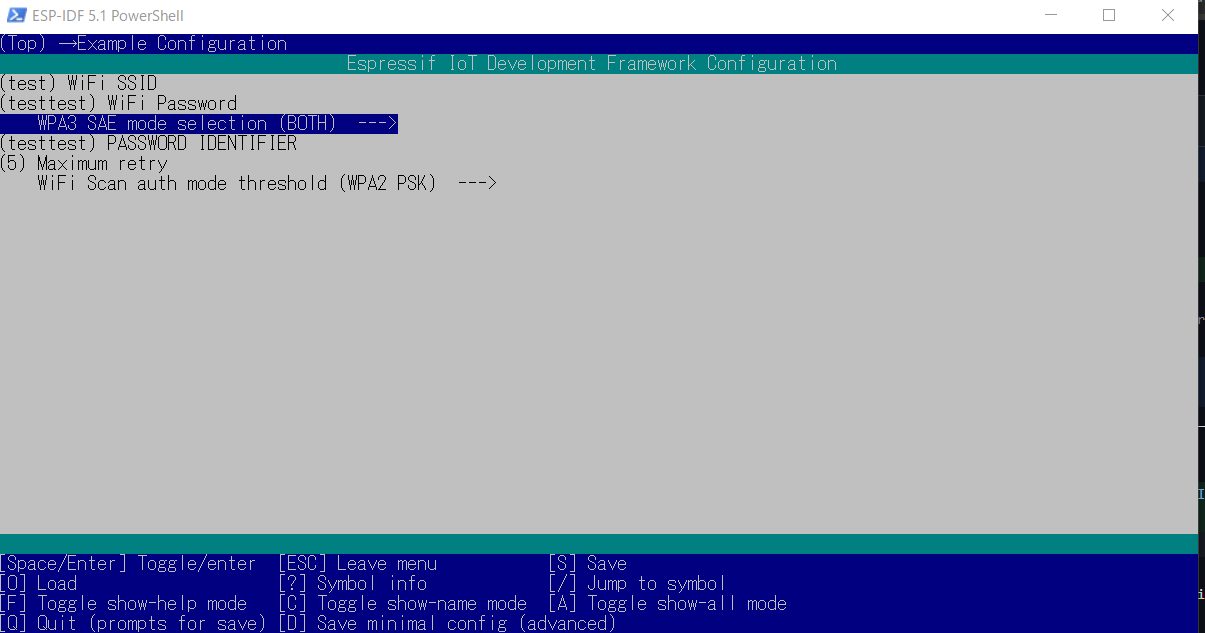 ESP-IDF 5.1 PowerShell
(Top) →Example Configuration
Espressif IoT Development Framework Configuration
(test) WiFi SSID
(testtest) WiFi Password
WPA3 SAE mode selection (BOTH)  --->
(testtest) PASSWORD IDENTIFIER
(5) Maximum retry
WiFi Scan auth mode threshold (WPA2 PSK)  --->
[Space/Enter] Toggle/enter  [ESC] Leave menu  [S] Save
[O] Load  [?] Symbol info  [/] Jump to symbol
[F] Toggle show-help mode  [C] Toggle show-name mode  [A] Toggle show-all mode
[Q] Quit (prompts for save)  [D] Save minimal config (advanced)